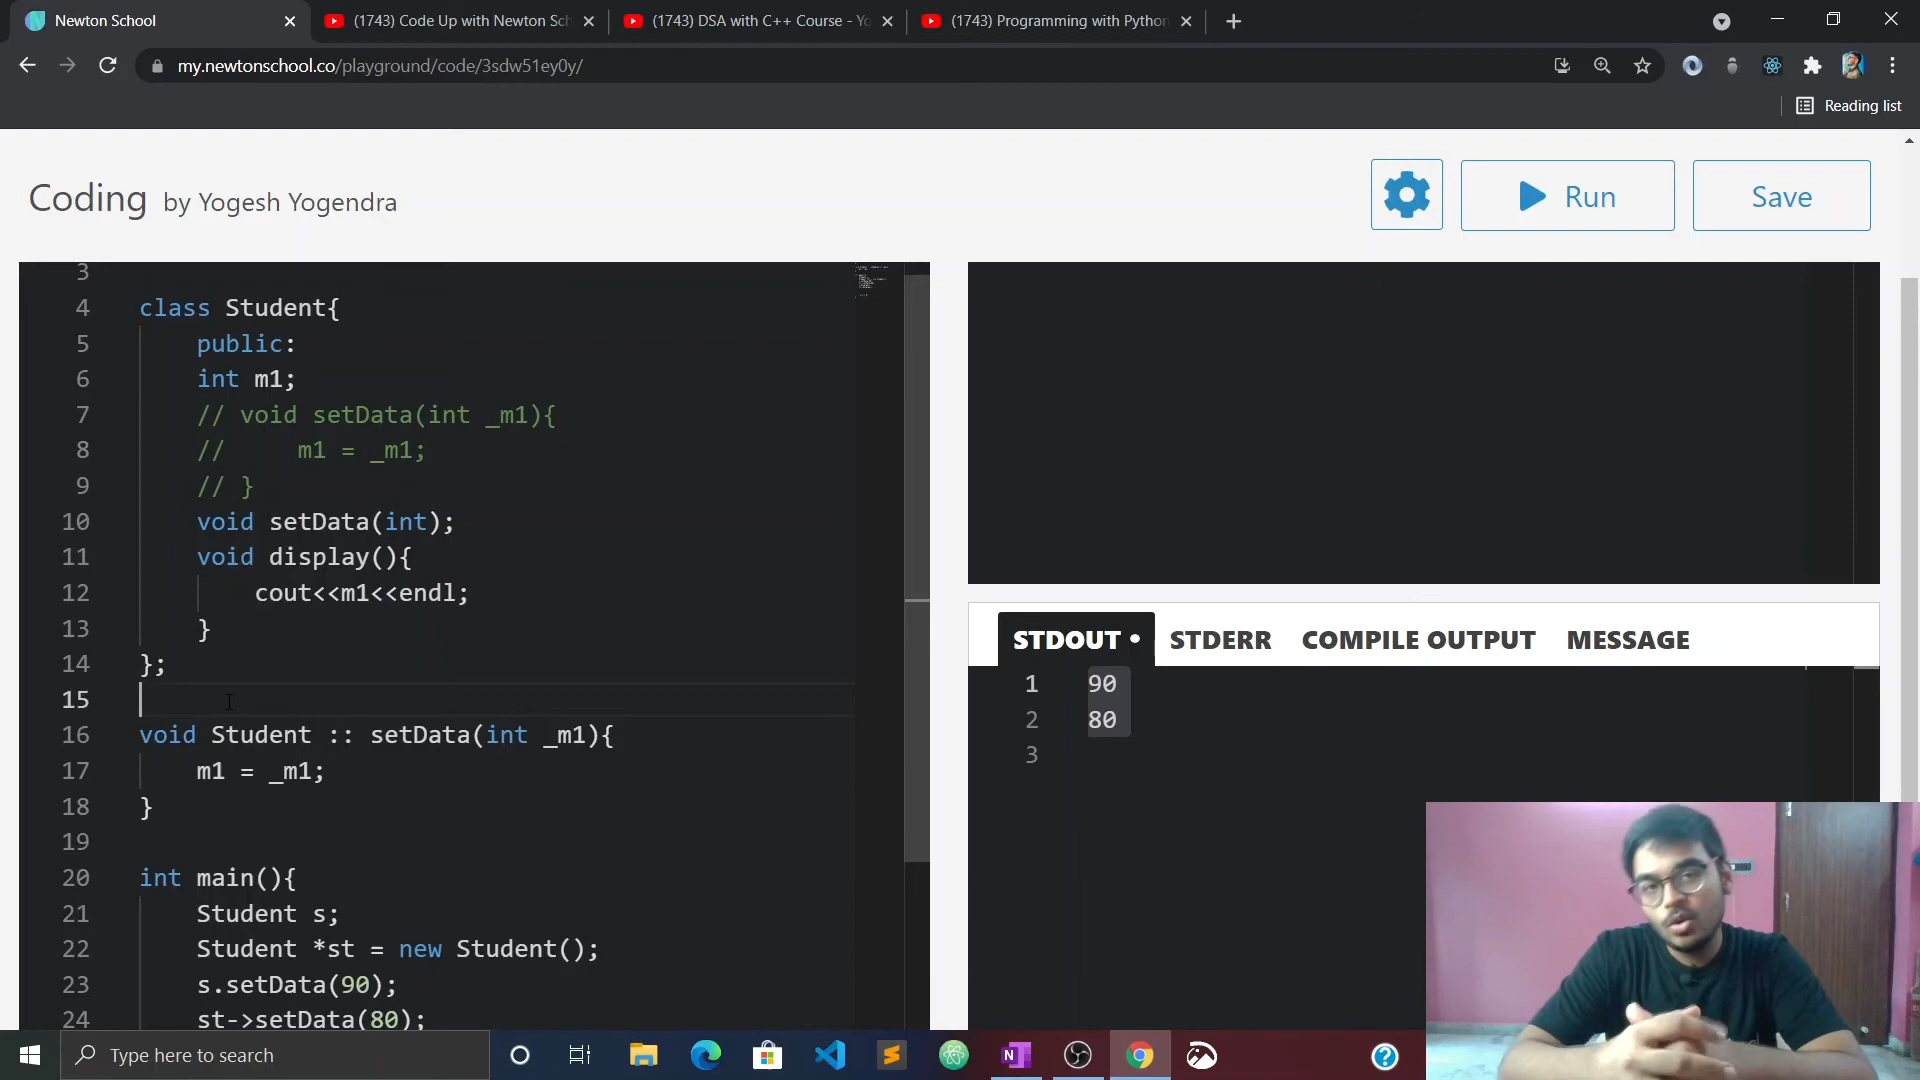 Newton School
(1743) Code Up with Newton Sch
(1743) DSA with C++ Course - Yo
(1743) Programming with Python
my.newtonschool.co/playground/code/3sdw51ey0y/
Reading list
Coding by Yogesh Yogendra
Run
Save
3
4 class Student{
5 public:
6 int m1;
7 // void setData(int _m1){
8 // m1 = _m1;
9 // }
10 void setData(int);
11 void display(){
12 cout<<m1<<endl;
13 }
14 };
15
16 void Student :: setData(int _m1){
17 m1 = _m1;
18 }
19
20 int main(){
21 Student s;
22 Student *st = new Student();
23 s.setData(90);
24 st->setData(80);
STDOUT • STDERR COMPILE OUTPUT MESSAGE
1 90
2 80
3
Type here to search